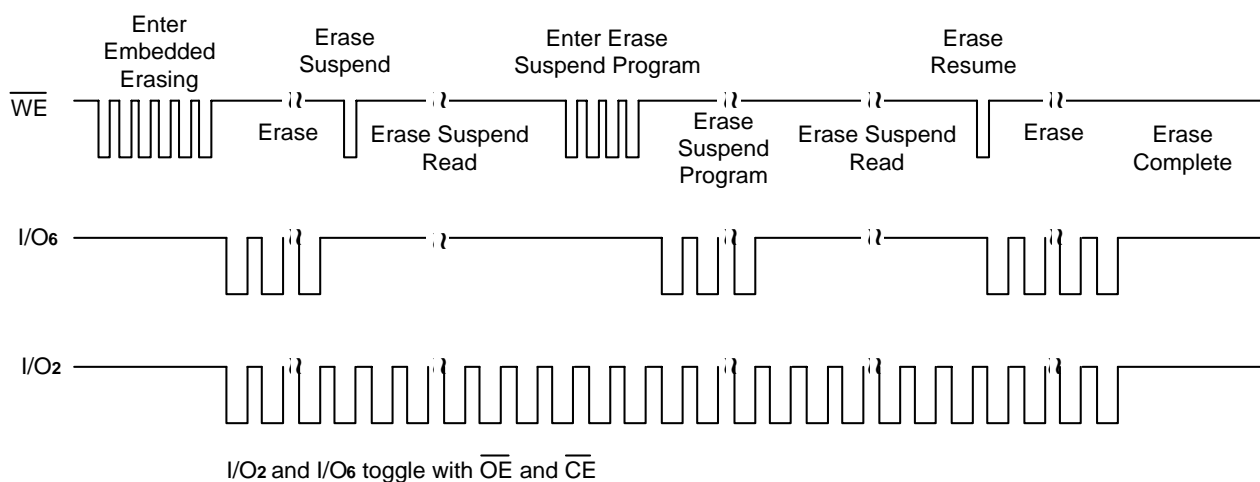 Enter
Embedded
Erasing
Erase
Suspend
Enter Erase
Suspend Program
Erase
Resume
WE
Erase
Erase Suspend
Read
Erase
Suspend
Program
Erase Suspend
Read
Erase
Erase
Complete
I/O6
I/O2
I/O2 and I/O6 toggle with OE and CE